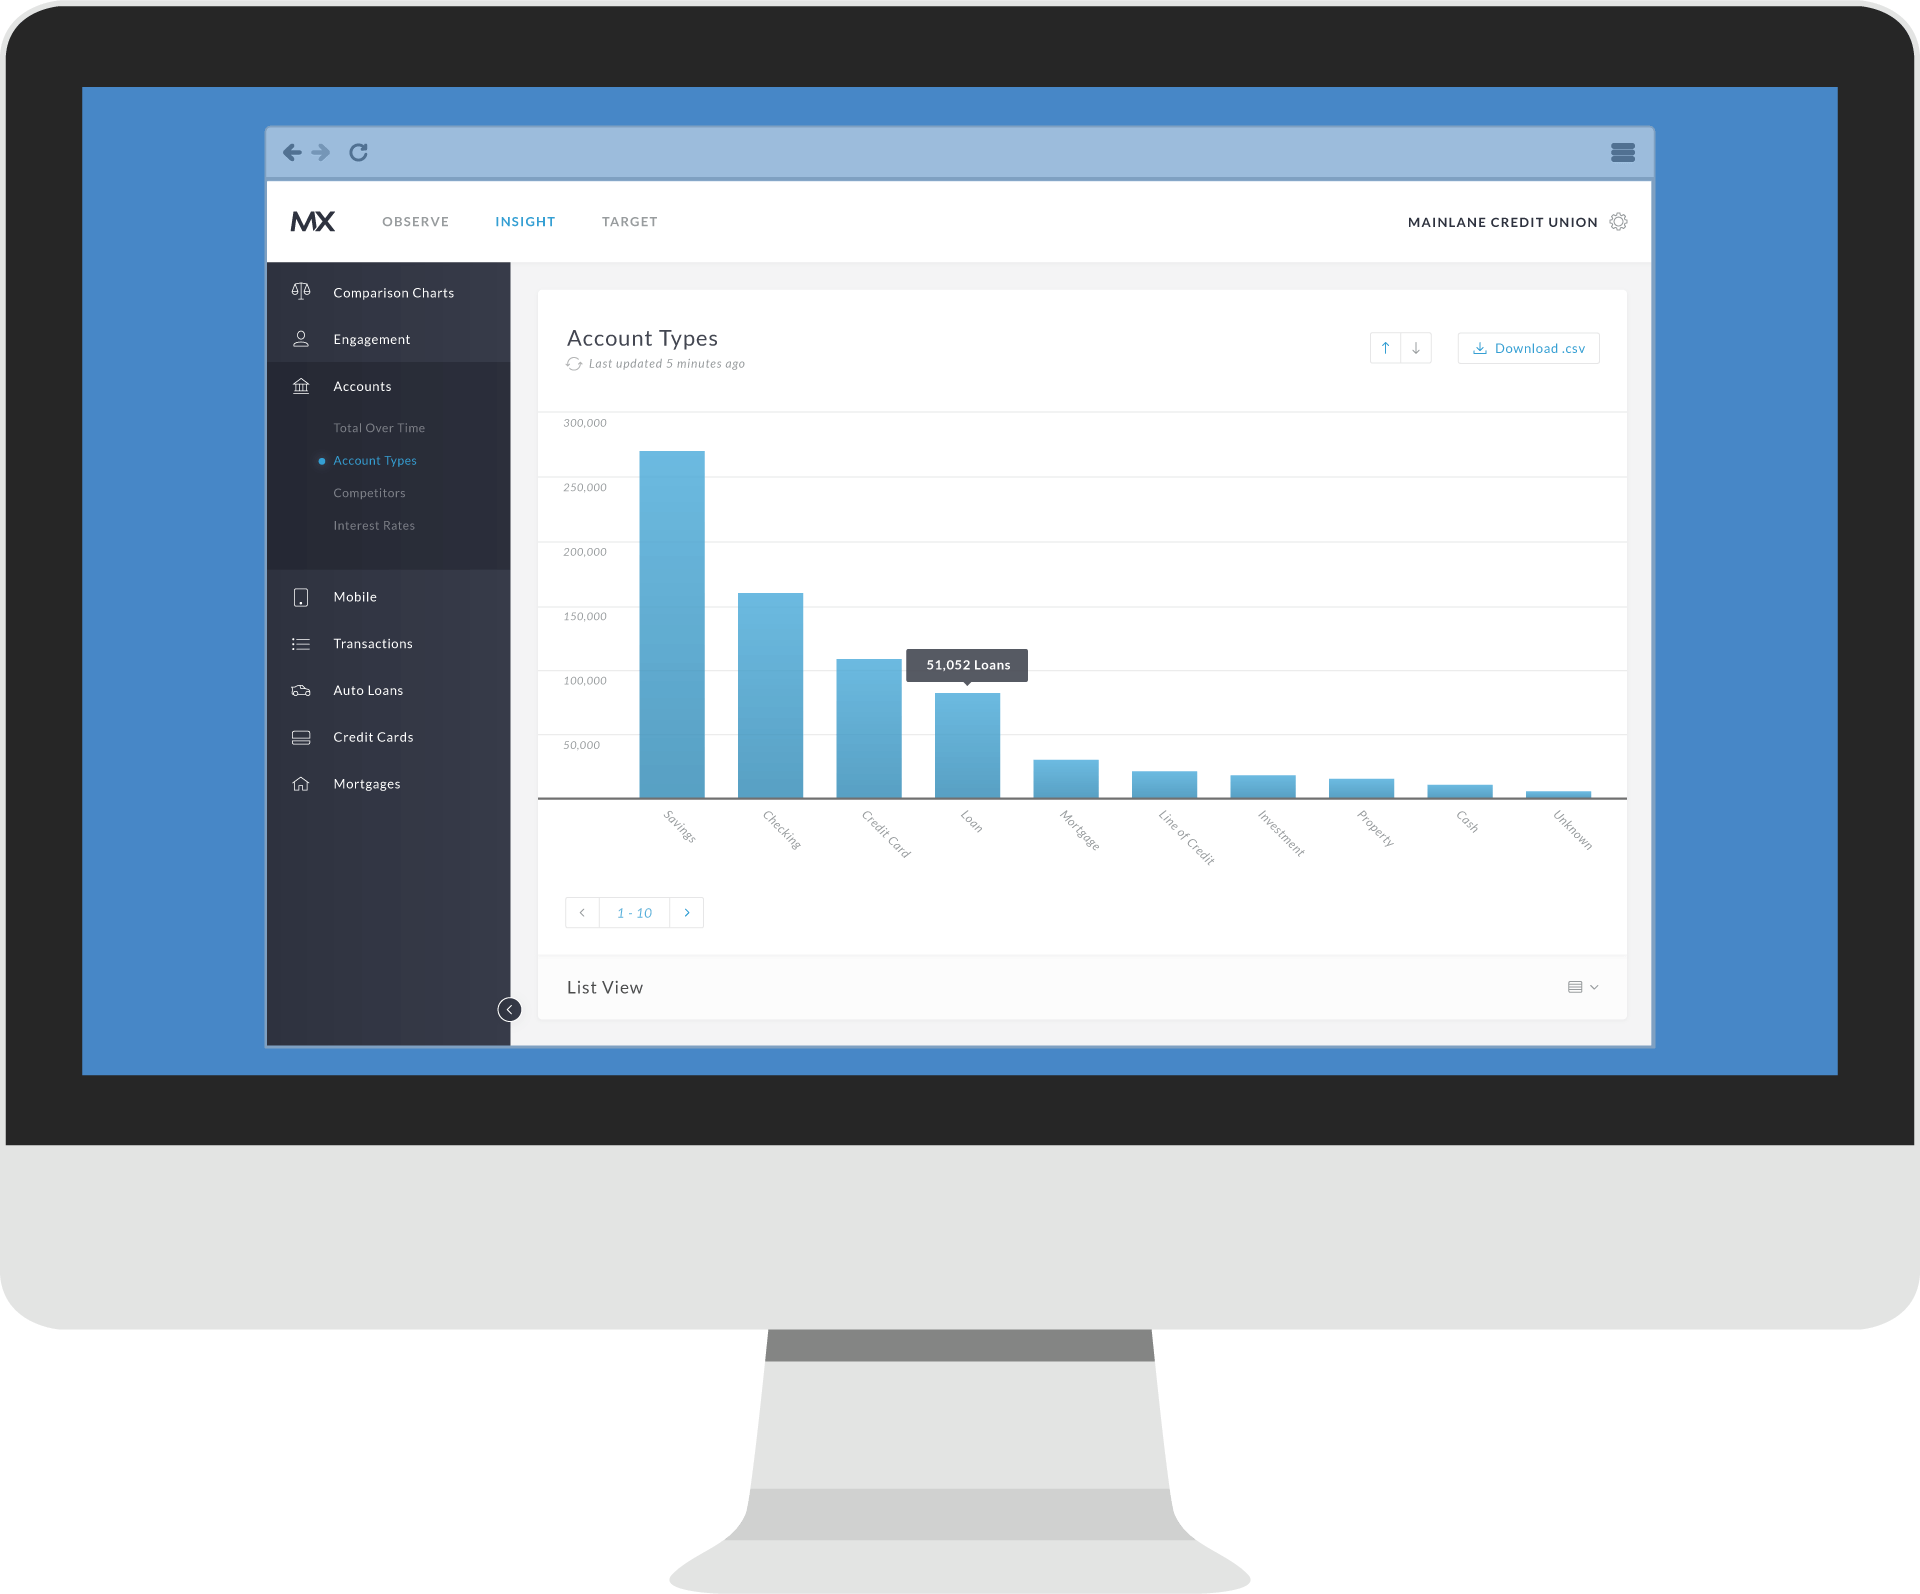 MX
OBSERVE
INSIGHT
TARGET
MAINLANE CREDIT UNION
Comparison Charts
Engagement
Accounts
Total Over Time
Account Types
Competitors
Interest Rates
Mobile
Transactions
Auto Loans
Credit Cards
Mortgages
Account Types
Last updated 5 minutes ago
Download .csv
300,000
250,000
200,000
150,000
100,000
50,000
51,052 Loans
Savings
Checking
Credit Card
Loan
Mortgage
Line of Credit
Investment
Property
Cash
Unknown
1 - 10
List View